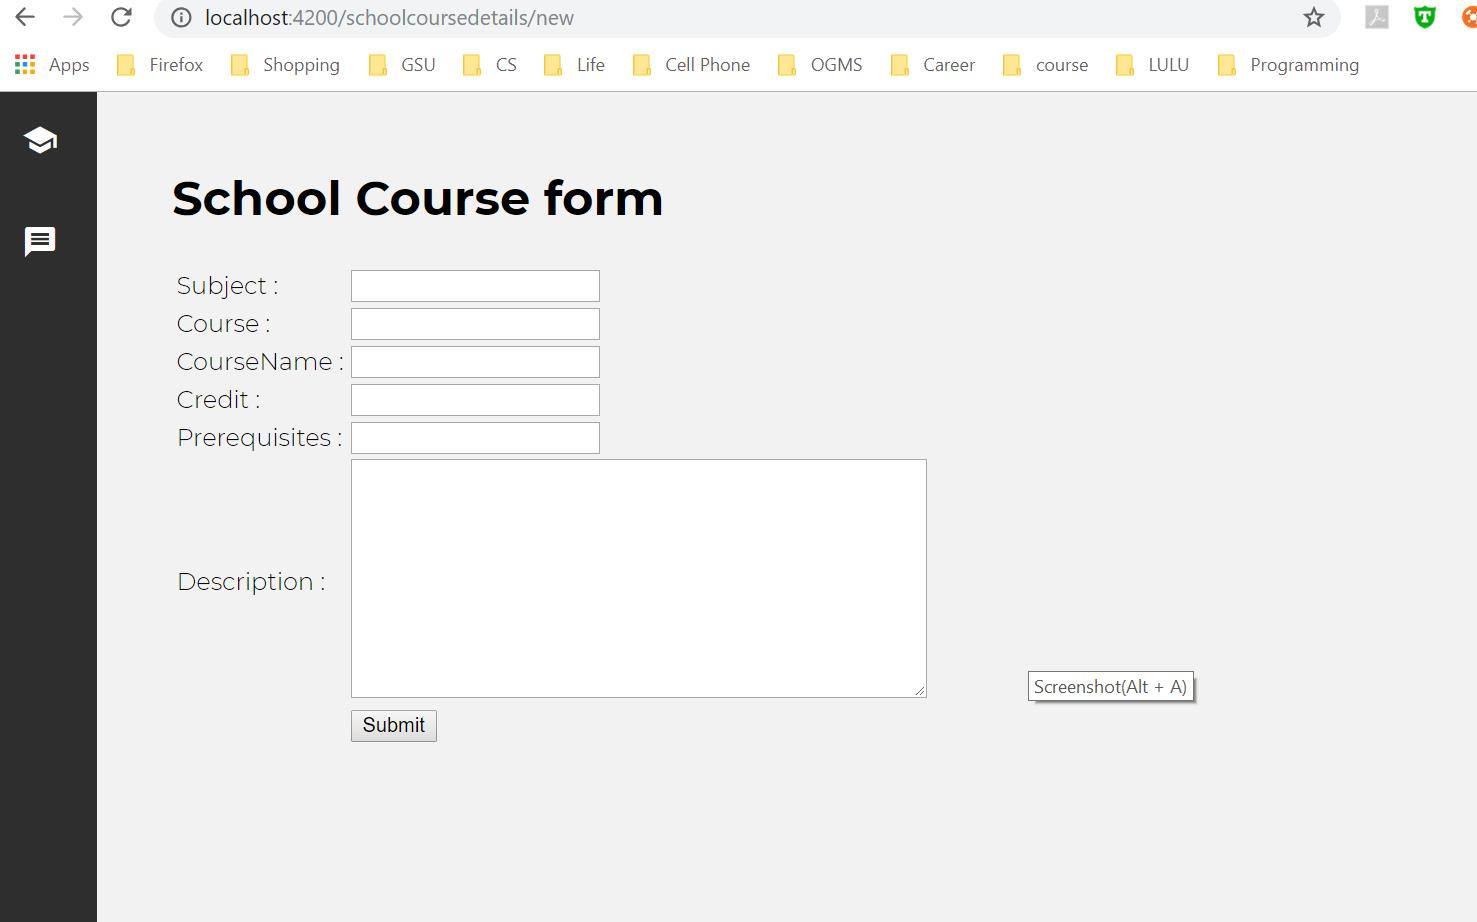 localhost:4200/schoolcoursedetails/new
Apps Firefox Shopping GSU CS Life Cell Phone OGMS Career course LULU Programming
School Course form
Subject :
Course :
CourseName :
Credit :
Prerequisites :
Description :
Screenshot(Alt + A)
Submit